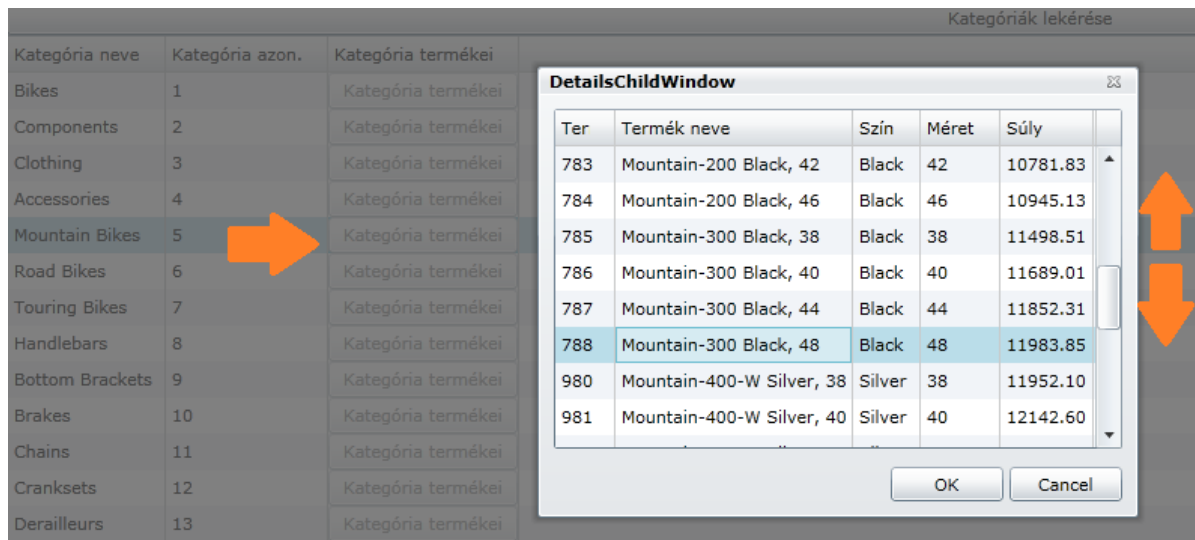 Kategóriák lekérése
Kategória neve Kategória azon. Kategória termékei
Bikes 1 Kategória termékei
Components 2 Kategória termékei
Clothing 3 Kategória termékei
Accessories 4 Kategória termékei
Mountain Bikes 5 Kategória termékei
Road Bikes 6 Kategória termékei
Touring Bikes 7 Kategória termékei
Handlebars 8 Kategória termékei
Bottom Brackets 9 Kategória termékei
Brakes 10 Kategória termékei
Chains 11 Kategória termékei
Cranksets 12 Kategória termékei
Derailleurs 13 Kategória termékei
DetailsChildWindow
Ter Termék neve Szín Méret Súly
783 Mountain-200 Black, 42 Black 42 10781.83
784 Mountain-200 Black, 46 Black 46 10945.13
785 Mountain-300 Black, 38 Black 38 11498.51
786 Mountain-300 Black, 40 Black 40 11689.01
787 Mountain-300 Black, 44 Black 44 11852.31
788 Mountain-300 Black, 48 Black 48 11983.85
980 Mountain-400-W Silver, 38 Silver 38 11952.10
981 Mountain-400-W Silver, 40 Silver 40 12142.60
OK Cancel